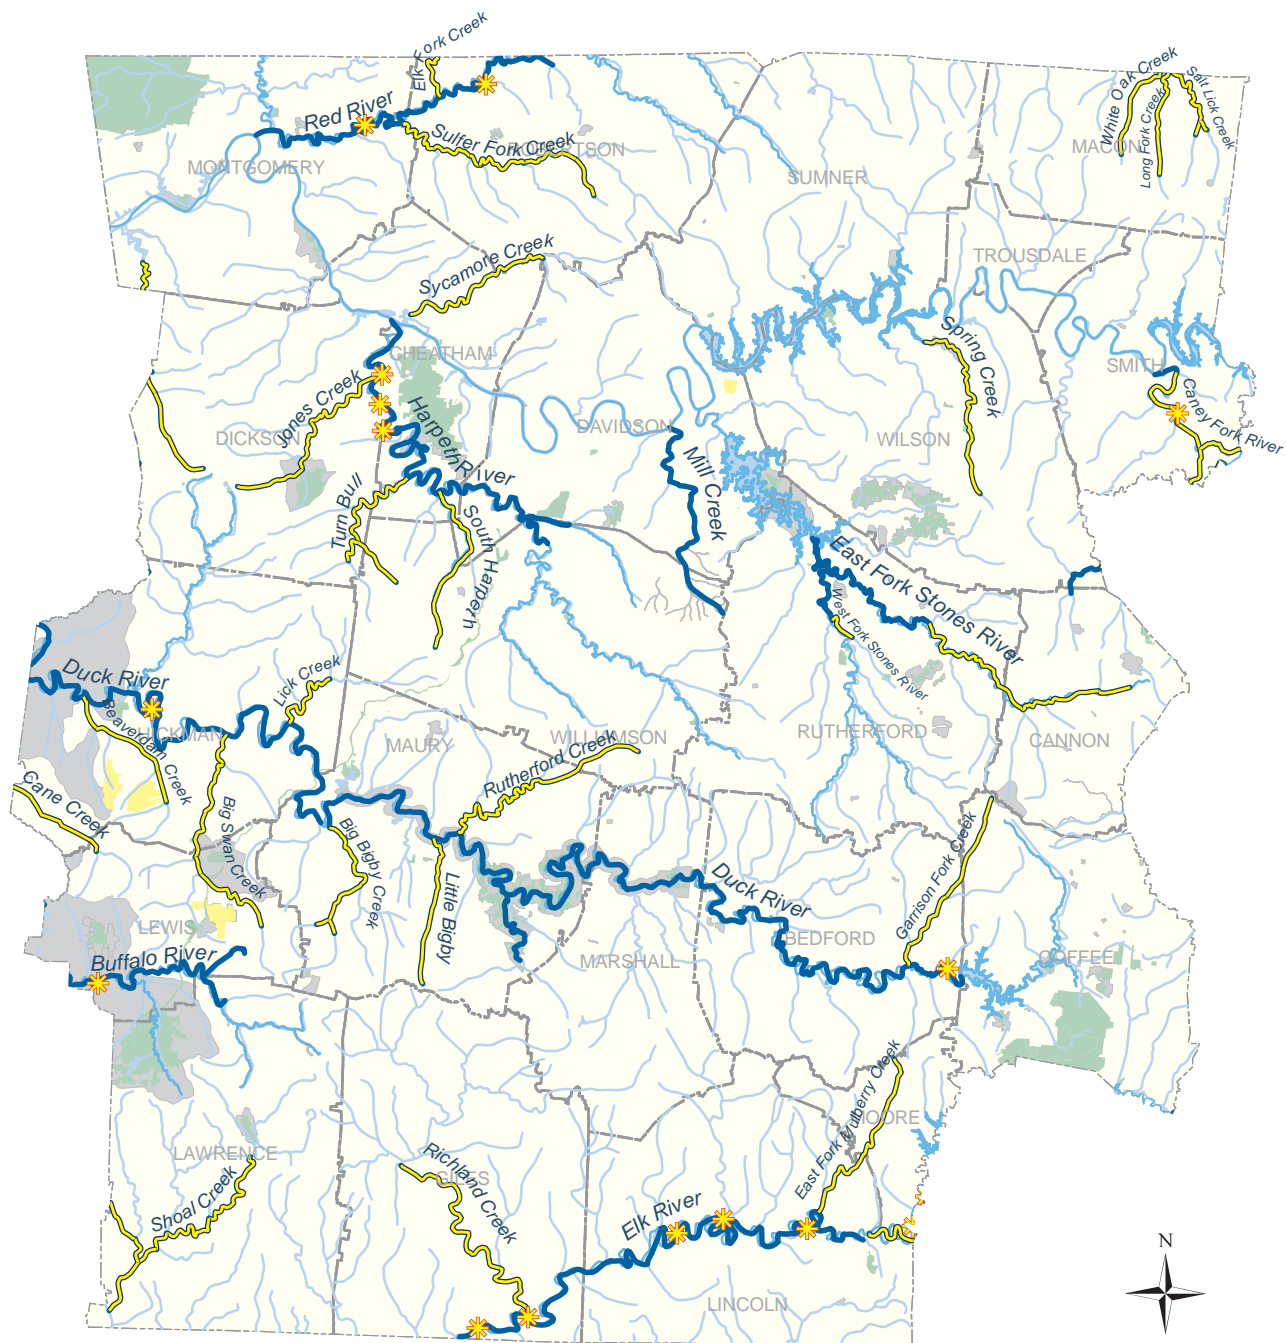 Elk Fork Creek
Red River
Sulfer Fork Creek
MONTGOMERY
SUMNER
White Oak Creek
Long Fork Creek
Salt Lick Creek
MACON
TROUSDALE
Sycamore Creek
CHEATHAM
Jones Creek
DICKSON
Harpeth River
DAVIDSON
Mill Creek
Spring Creek
WILSON
SMITH
Caney Fork River
Turn Bull
South Harpeth
East Fork Stones River
West Fork Stones River
Duck River
Lick Creek
Beaverdam Creek
HICKMAN
MAURY
WILLIAMSON
Rutherford Creek
RUTHERFORD
CANNON
Cane Creek
Big Swan Creek
Big Bigby Creek
Little Bigby
Duck River
Garrison Fork Creek
LEWIS
Buffalo River
MARSHALL
BEDFORD
COFFEE
East Fork Mulberry Creek
MOORE
LAWRENCE
Shoal Creek
Richland Creek
GILES
Elk River
LINCOLN
N